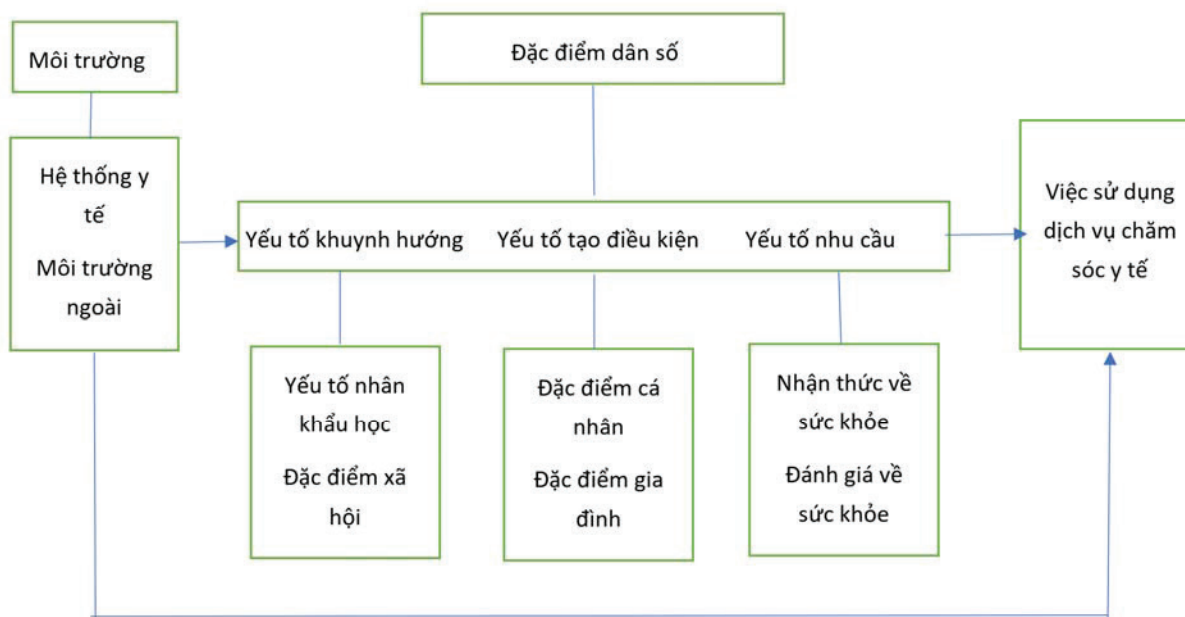 Môi trường
Đặc điểm dân số
Hệ thống y
tế
Môi trường
ngoài
Yếu tố khuynh hướng
Yếu tố tạo điều kiện
Yếu tố nhu cầu
Việc sử dụng
dịch vụ chăm
sóc y tế
Yếu tố nhân
khẩu học
Đặc điểm xã
hội
Đặc điểm cá
nhân
Đặc điểm gia
đình
Nhận thức về
sức khỏe
Đánh giá về
sức khỏe